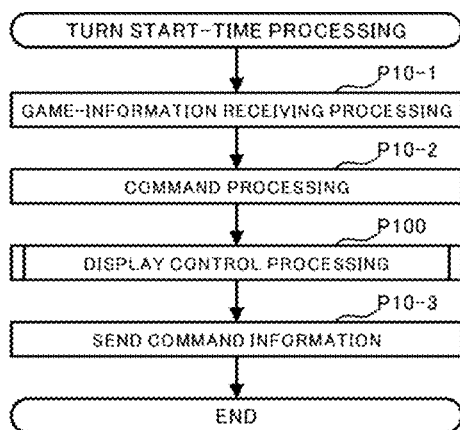 TURN START-TIME PROCESSING
P10-1
GAME-INFORMATION RECEIVING PROCESSING
P10-2
COMMAND PROCESSING
P100
DISPLAY CONTROL PROCESSING
P10-3
SEND COMMAND INFORMATION
END